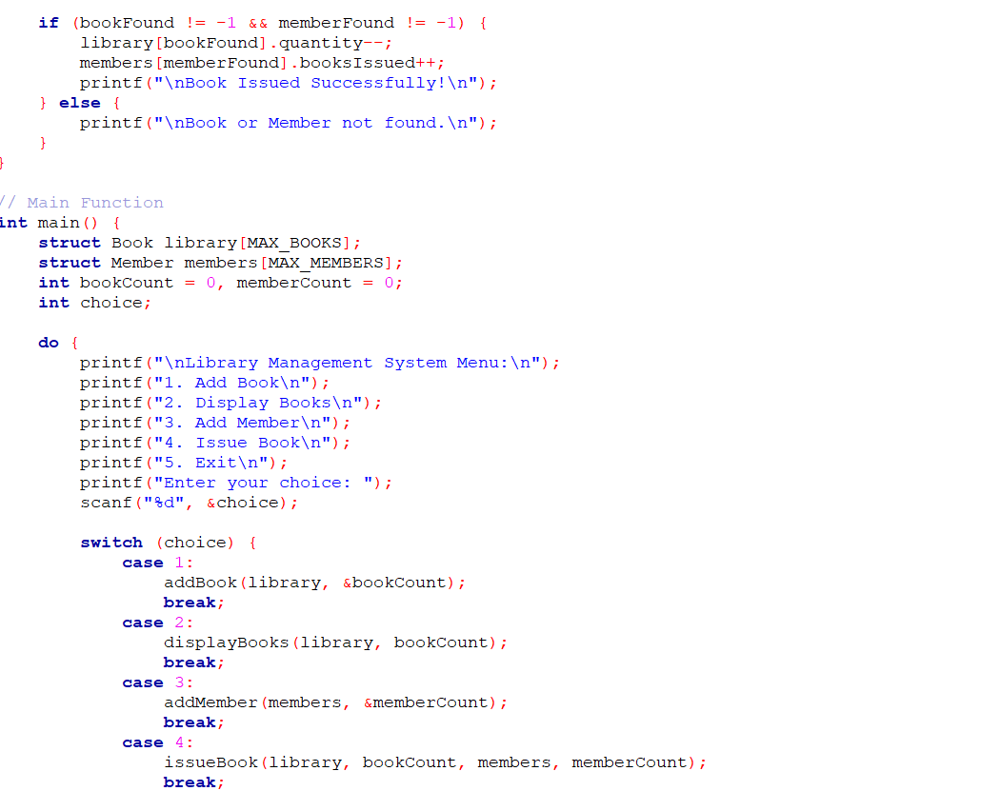 if (bookFound != -1 && memberFound != -1) {
library[bookFound].quantity--;
members[memberFound].booksIssued++;
printf("\nBook Issued Successfully!\n");
} else {
printf("\nBook or Member not found.\n");
}
}
// Main Function
int main() {
struct Book library[MAX_BOOKS];
struct Member members[MAX_MEMBERS];
int bookCount = 0, memberCount = 0;
int choice;
do {
printf("\nLibrary Management System Menu:\n");
printf("1. Add Book\n");
printf("2. Display Books\n");
printf("3. Add Member\n");
printf("4. Issue Book\n");
printf("5. Exit\n");
printf("Enter your choice: ");
scanf("%d", &choice);
switch (choice) {
case 1:
addBook(library, &bookCount);
break;
case 2:
displayBooks(library, bookCount);
break;
case 3:
addMember(members, &memberCount);
break;
case 4:
issueBook(library, bookCount, members, memberCount);
break;